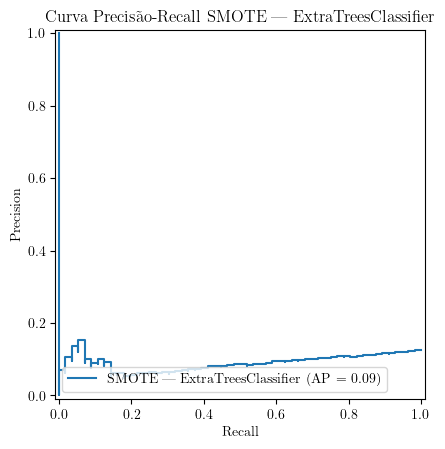 Curva Precisão-Recall SMOTE — ExtraTreesClassifier
1.0
0.8
0.6
0.4
0.2
0.0
Precision
SMOTE — ExtraTreesClassifier (AP = 0.09)
0.0 0.2 0.4 0.6 0.8 1.0
Recall